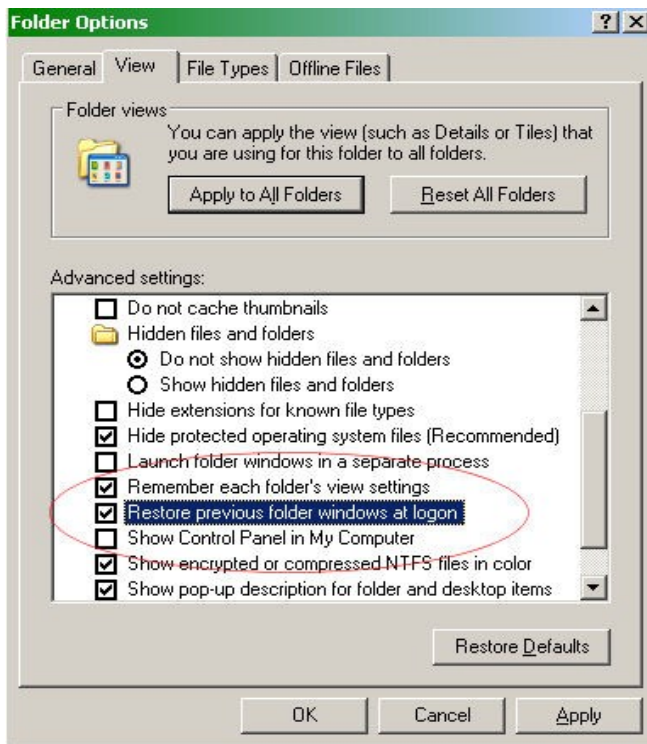 Folder Options
General View File Types Offline Files
Folder views
You can apply the view (such as Details or Tiles) that
you are using for this folder to all folders.
Apply to All Folders Reset All Folders
Advanced settings:
Do not cache thumbnails
Hidden files and folders
Do not show hidden files and folders
Show hidden files and folders
Hide extensions for known file types
Hide protected operating system files (Recommended)
Launch folder windows in a separate process
Remember each folder's view settings
Restore previous folder windows at logon
Show Control Panel in My Computer
Show encrypted or compressed NTFS files in color
Show pop-up description for folder and desktop items
Restore Defaults
OK Cancel Apply